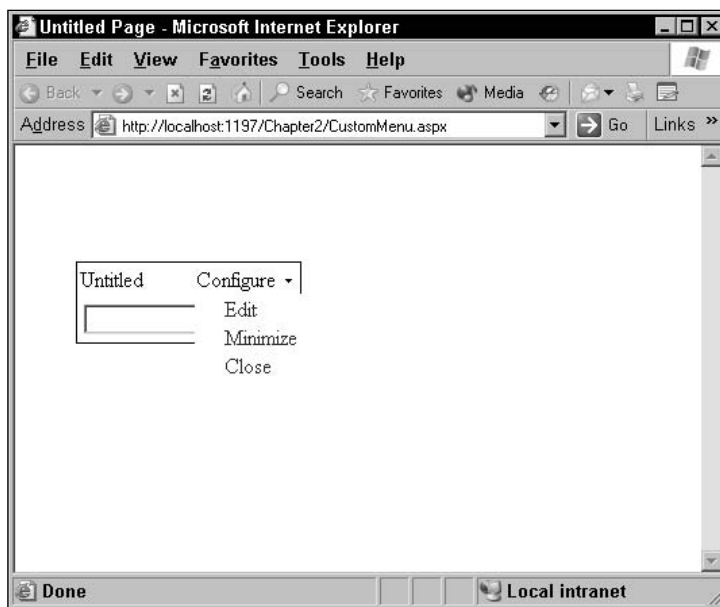 Untitled Page - Microsoft Internet Explorer
File Edit View Favorites Tools Help
Back Search Favorites Media
Address http://localhost:1197/Chapter2/CustomMenu.aspx Go Links »
Untitled Configure
Edit
Minimize
Close
Done Local intranet